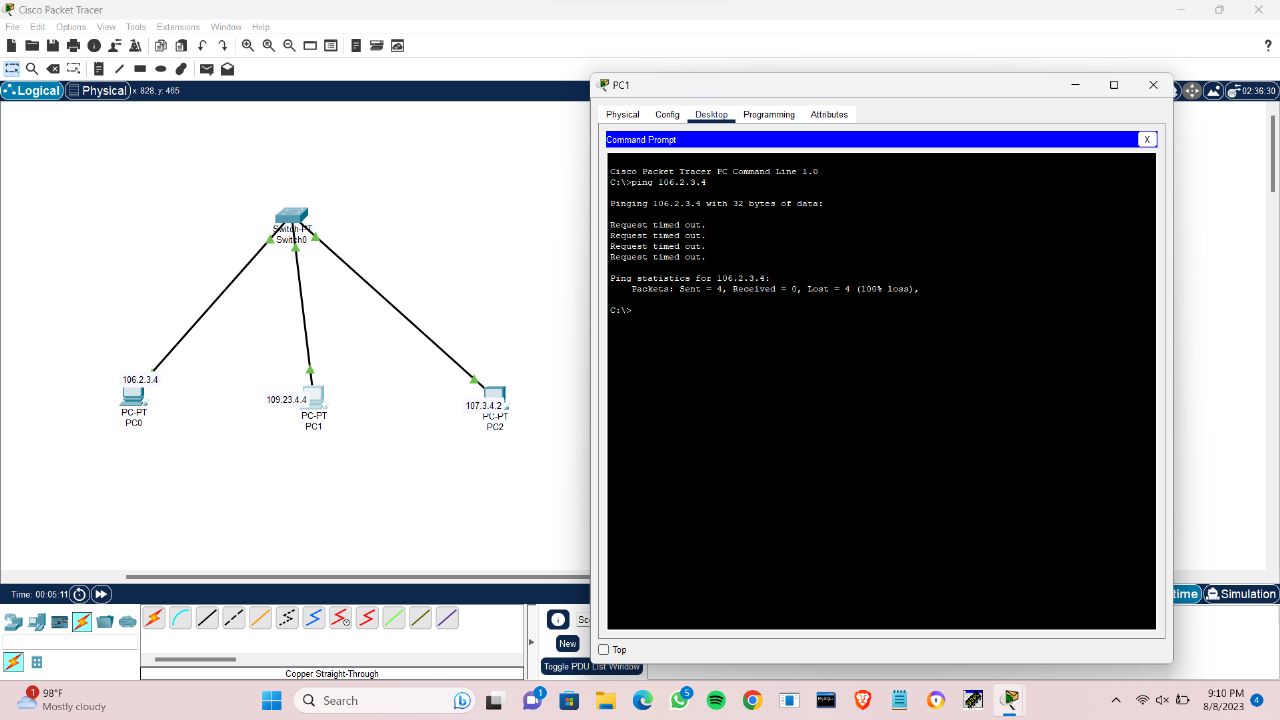 Cisco Packet Tracer
File Edit Options View Tools Extensions Window Help
?
Logical Physical x: 828, y: 465
02:36:30
PC1
Physical Config Desktop Programming Attributes
Command Prompt X
Cisco Packet Tracer PC Command Line 1.0
C:\>ping 106.2.3.4
Pinging 106.2.3.4 with 32 bytes of data:
Request timed out.
Request timed out.
Request timed out.
Request timed out.
Ping statistics for 106.2.3.4:
Packets: Sent = 4, Received = 0, Lost = 4 (100% loss),
C:\>
Top
Switch-PT
Switch0
106.2.3.4
PC-PT
PC0
109.23.4.4
PC-PT
PC1
107.3.4.2
PC-PT
PC2
Time: 00:05:11
time Simulation
Sc
New
Toggle PDU List Window
Copper Straight-Through
1
98°F
Mostly cloudy
Search
1
5
9:10 PM
8/8/2023
4